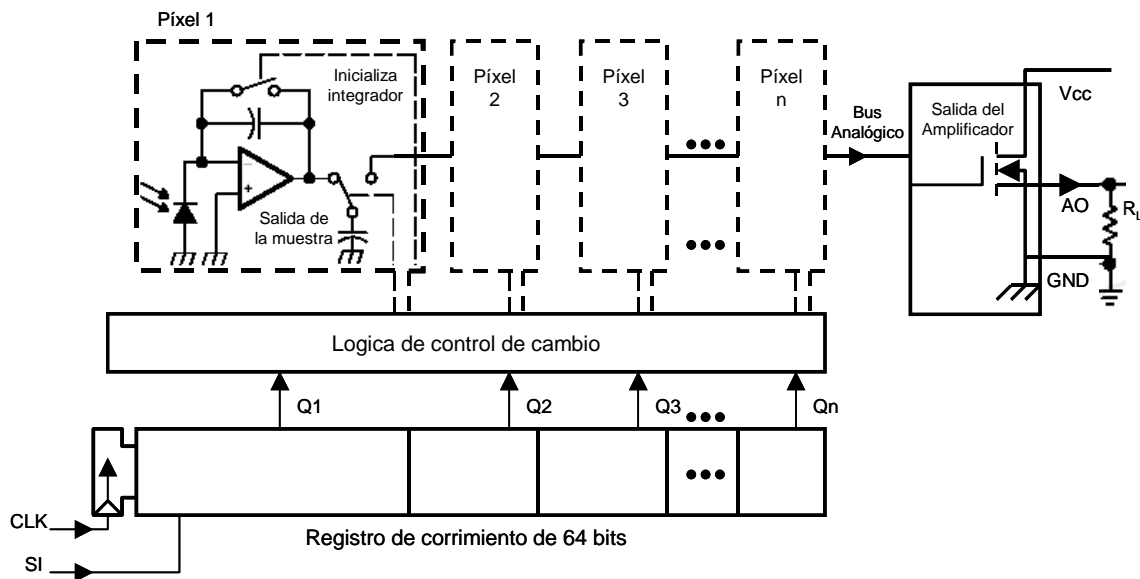 Píxel 1
Inicializa
integrador
Salida de
la muestra
Píxel
2
Píxel
3
Píxel
n
Bus
Analógico
Salida del
Amplificador
Vcc
AO
RL
GND
Logica de control de cambio
Q1
Q2
Q3
Qn
CLK
SI
Registro de corrimiento de 64 bits